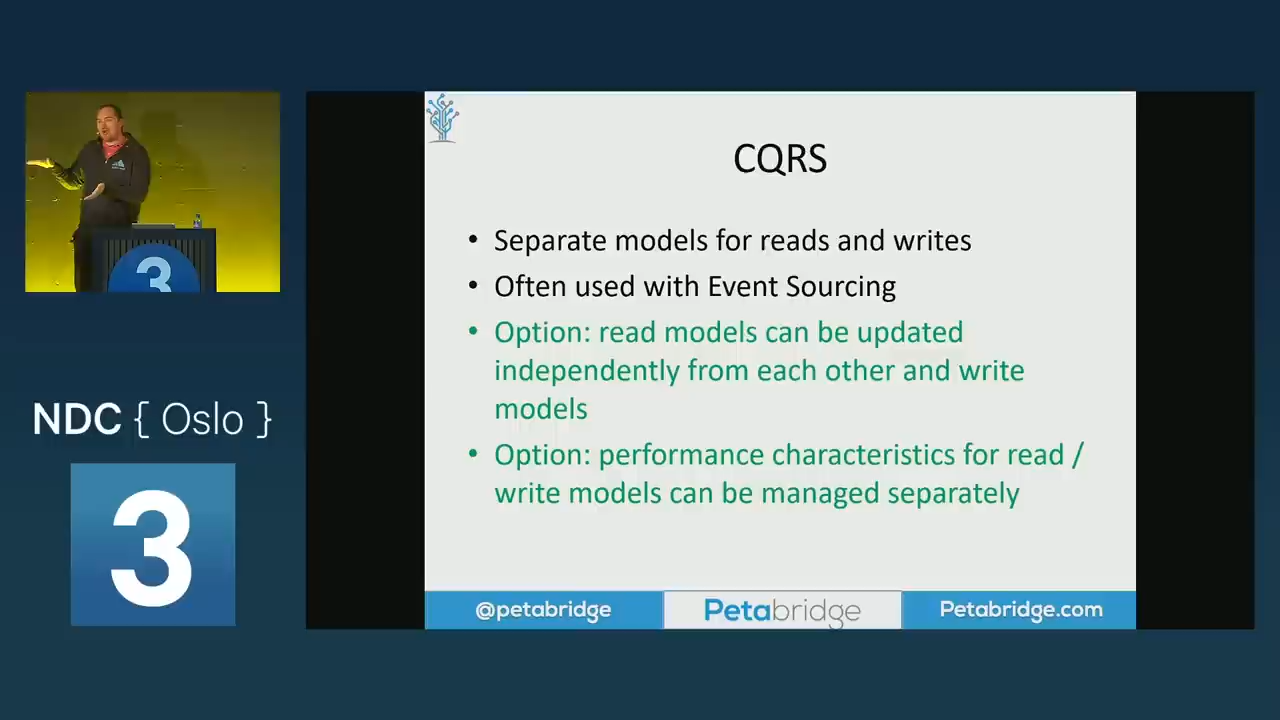 3
NDC { Oslo }
3
CQRS
• Separate models for reads and writes
• Often used with Event Sourcing
• Option: read models can be updated
independently from each other and write
models
• Option: performance characteristics for read /
write models can be managed separately
@petabridge
Petabridge
Petabridge.com